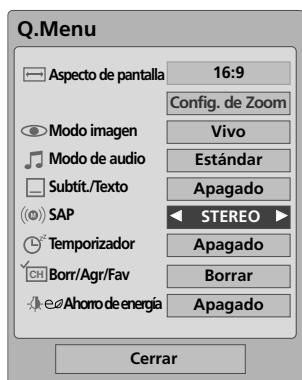 Q.Menu
Aspecto de pantalla 16:9
Config. de Zoom
Modo imagen Vivo
Modo de audio Estándar
Subtít./Texto Apagado
SAP ◀ STEREO ▶
Temporizador Apagado
CH Borr/Agr/Fav Borrar
Ahorro de energía Apagado
Cerrar